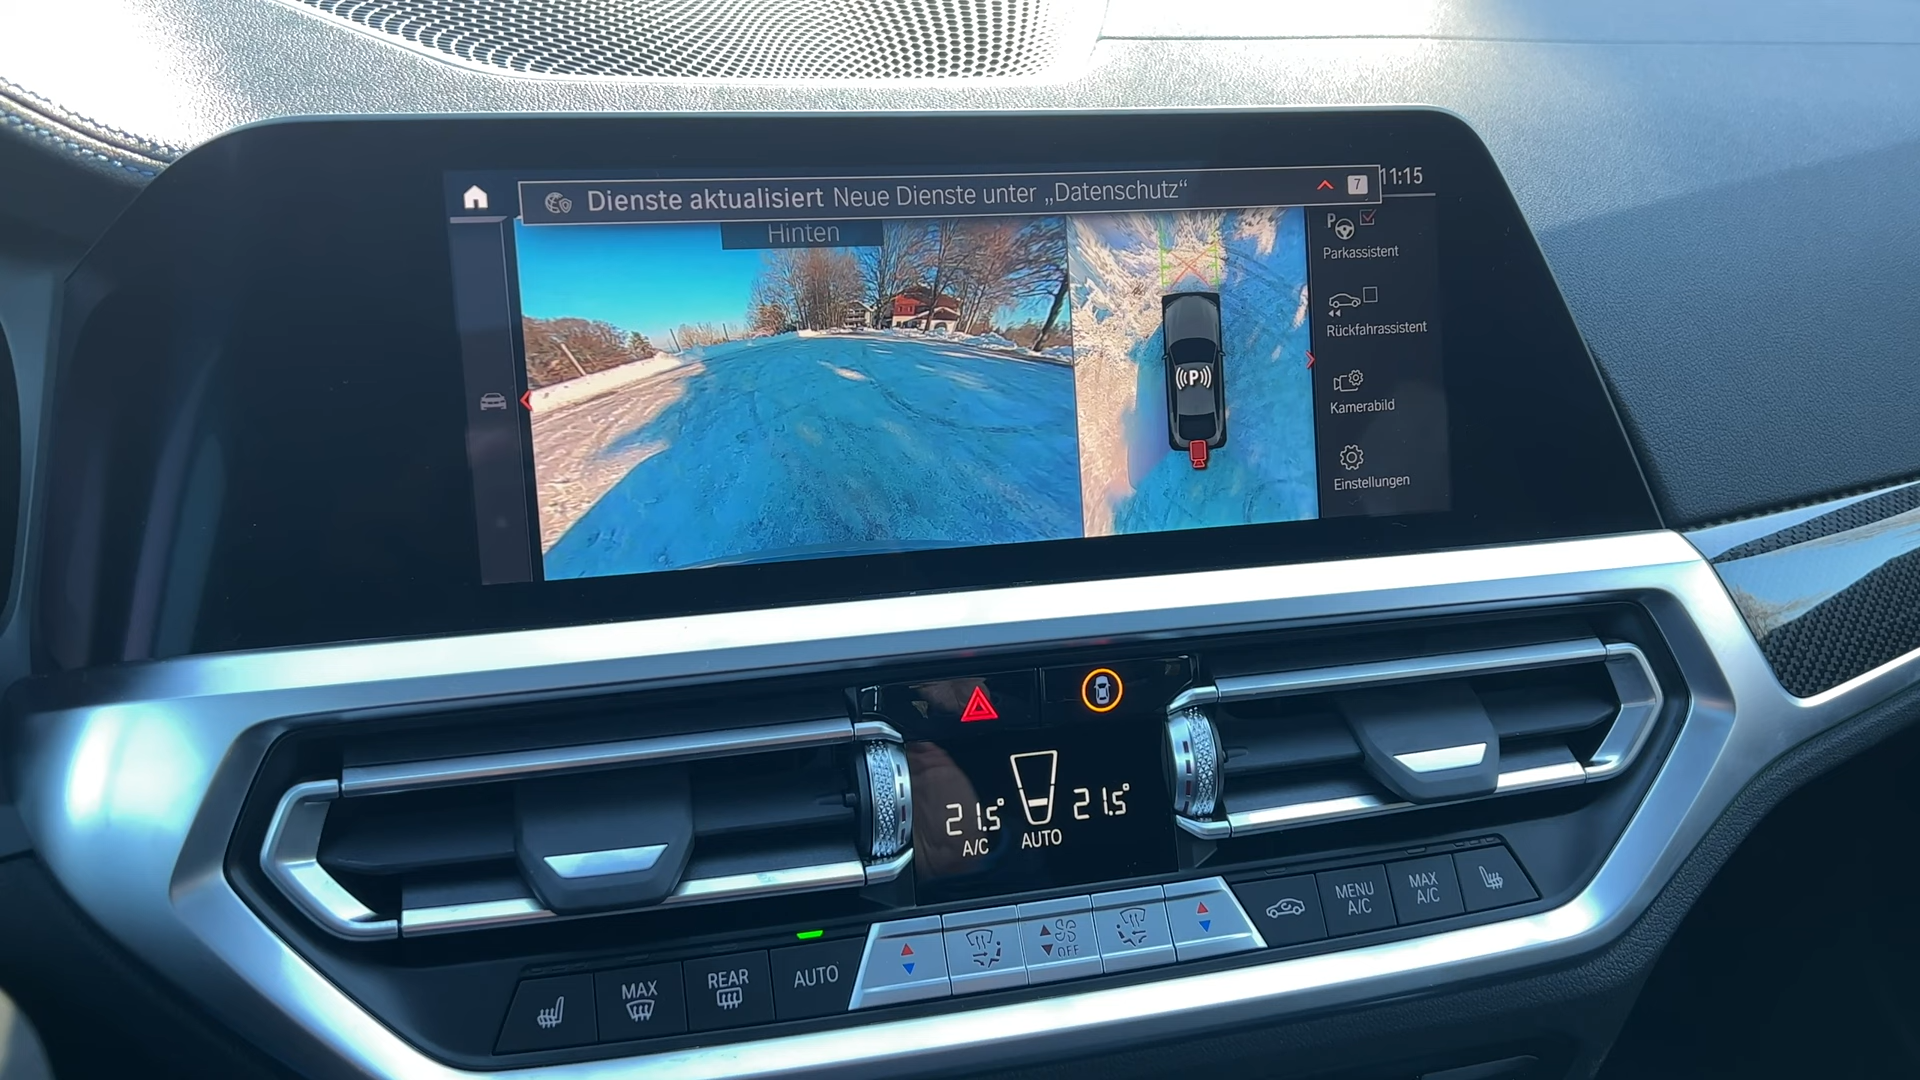 Dienste aktualisiert Neue Dienste unter „Datenschutz“ 7 11:15
Hinten
P
Parkassistent
Rückfahrassistent
Kamerabild
Einstellungen
P
21.5° 21.5°
A/C AUTO
MAX
REAR
AUTO
OFF
MENU A/C
MAX A/C